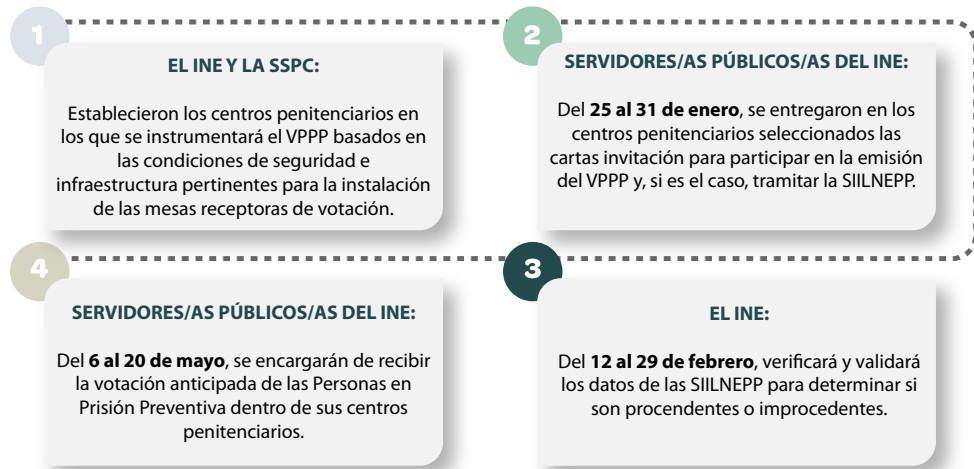 1
EL INE Y LA SSPC:
Establecieron los centros penitenciarios en
los que se instrumentará el VPPP basados en
las condiciones de seguridad e
infraestructura pertinentes para la instalación
de las mesas receptoras de votación.
2
SERVIDORES/AS PÚBLICOS/AS DEL INE:
Del 25 al 31 de enero, se entregaron en los
centros penitenciarios seleccionados las
cartas invitación para participar en la emisión
del VPPP y, si es el caso, tramitar la SIILNEPP.
3
EL INE:
Del 12 al 29 de febrero, verificará y validará
los datos de las SIILNEPP para determinar si
son procendentes o improcedentes.
4
SERVIDORES/AS PÚBLICOS/AS DEL INE:
Del 6 al 20 de mayo, se encargarán de recibir
la votación anticipada de las Personas en
Prisión Preventiva dentro de sus centros
penitenciarios.